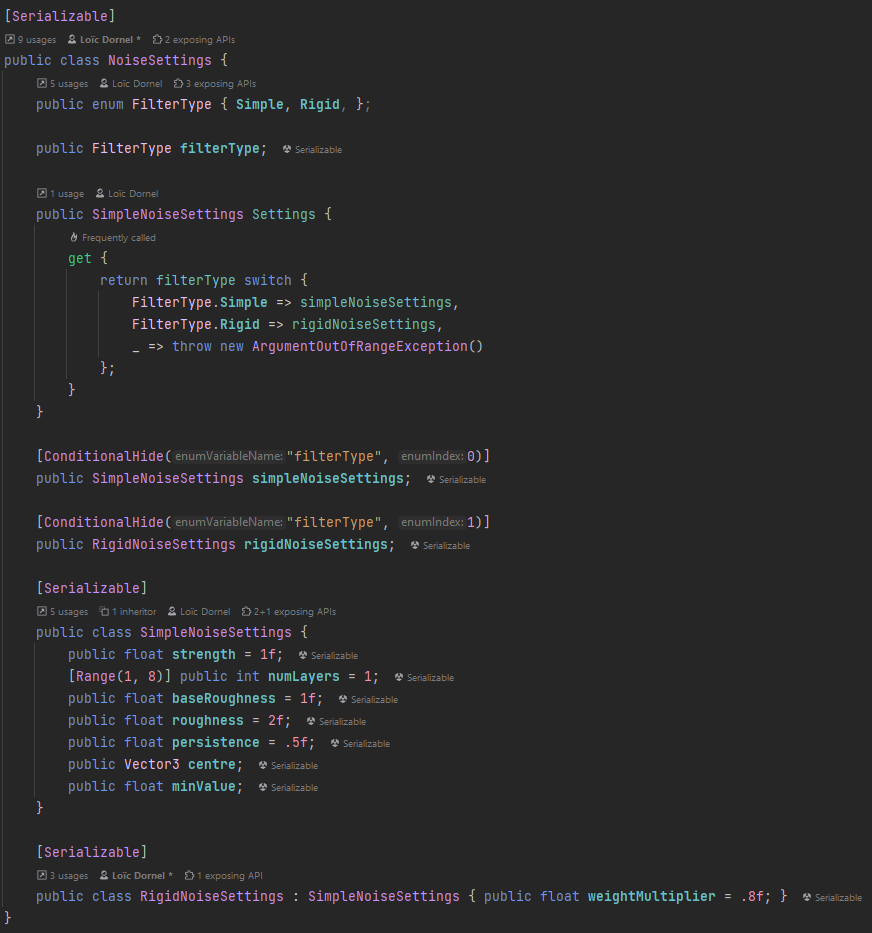 [Serializable]
9 usages Loïc Dornel * 2 exposing APIs
public class NoiseSettings {
5 usages Loïc Dornel 3 exposing APIs
public enum FilterType { Simple, Rigid, };
public FilterType filterType; Serializable
1 usage Loïc Dornel
public SimpleNoiseSettings Settings {
Frequently called
get {
return filterType switch {
FilterType.Simple => simpleNoiseSettings,
FilterType.Rigid => rigidNoiseSettings,
_ => throw new ArgumentOutOfRangeException()
};
}
}
[ConditionalHide( enumVariableName: "filterType", enumIndex: 0)]
public SimpleNoiseSettings simpleNoiseSettings; Serializable
[ConditionalHide( enumVariableName: "filterType", enumIndex: 1)]
public RigidNoiseSettings rigidNoiseSettings; Serializable
[Serializable]
5 usages 1 inheritor Loïc Dornel 2+1 exposing APIs
public class SimpleNoiseSettings {
public float strength = 1f; Serializable
[Range(1, 8)] public int numLayers = 1; Serializable
public float baseRoughness = 1f; Serializable
public float roughness = 2f; Serializable
public float persistence = .5f; Serializable
public Vector3 centre; Serializable
public float minValue; Serializable
}
[Serializable]
3 usages Loïc Dornel * 1 exposing API
public class RigidNoiseSettings : SimpleNoiseSettings { public float weightMultiplier = .8f; } Serializable
}